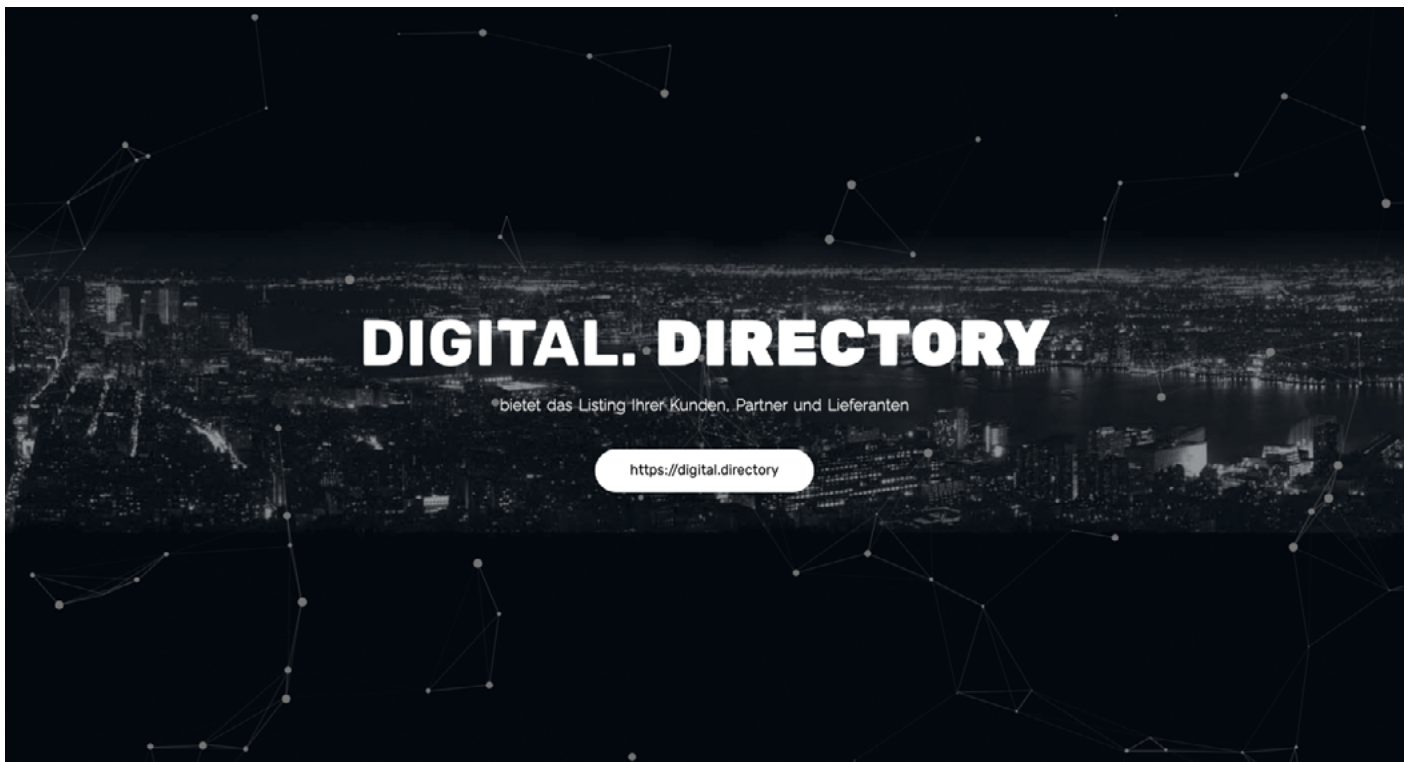 DIGITAL. DIRECTORY
bietet das Listing Ihrer Kunden, Partner und Lieferanten
https://digital.directory